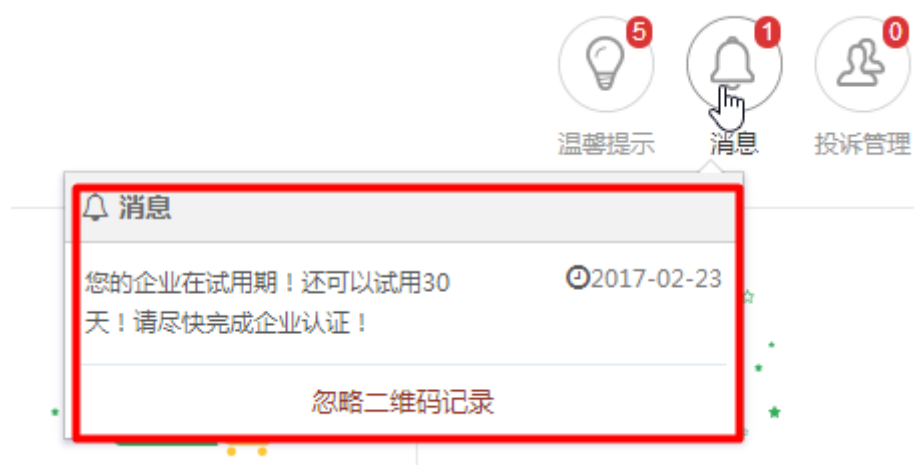 5 1 0
温馨提示 消息 投诉管理
消息
您的企业在试用期！还可以试用30 2017-02-23
天！请尽快完成企业认证！
忽略二维码记录